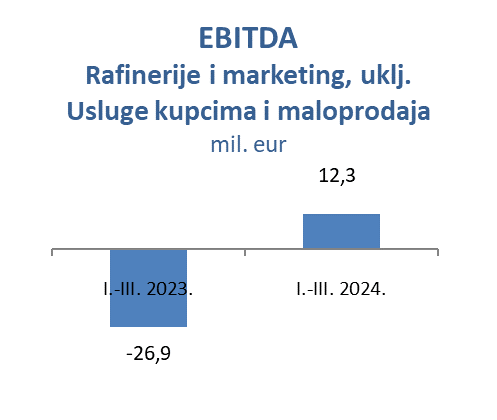 EBITDA
Rafinerije i marketing, uklj.
Usluge kupcima i maloprodaja
mil. eur
12,3
I.-III. 2023.
I.-III. 2024.
-26,9